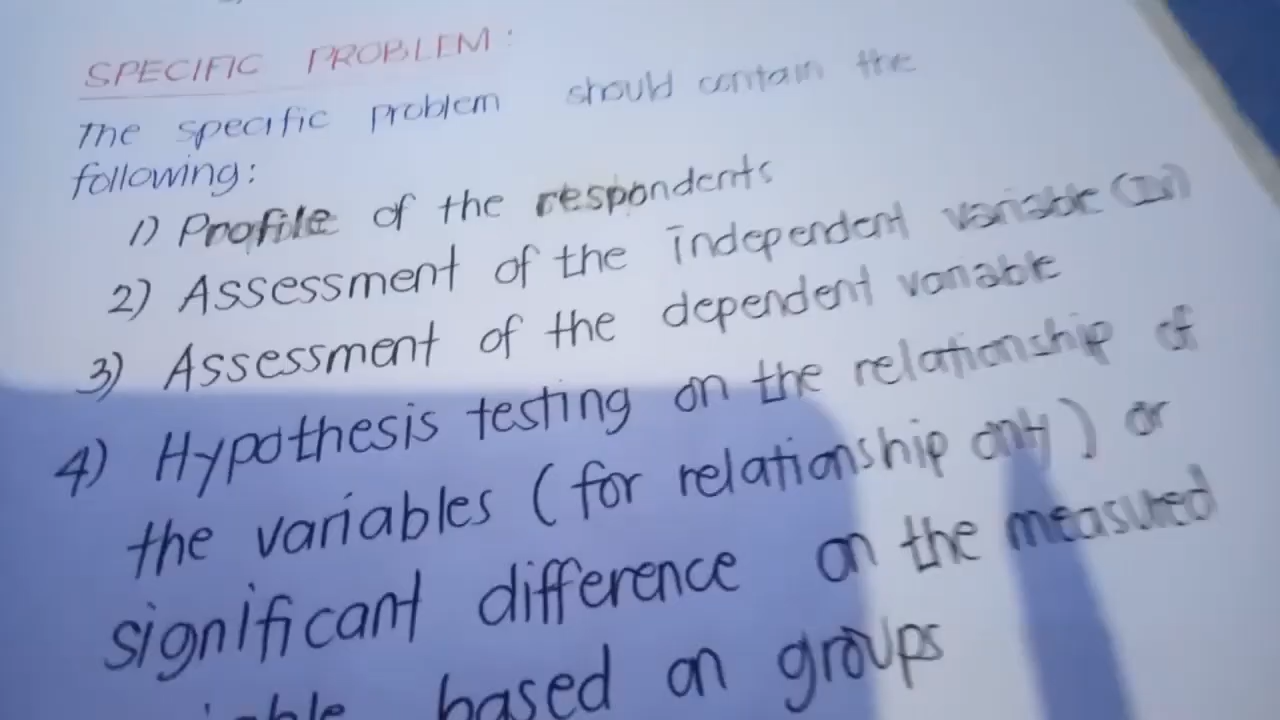 SPECIFIC PROBLEM:
The specific problem should contain the
following:
1) Profile of the respondents
2) Assessment of the independent variable (IV)
3) Assessment of the dependent variable
4) Hypothesis testing on the relationship of
the variables (for relationship only) or
significant difference on the measured
based on groups